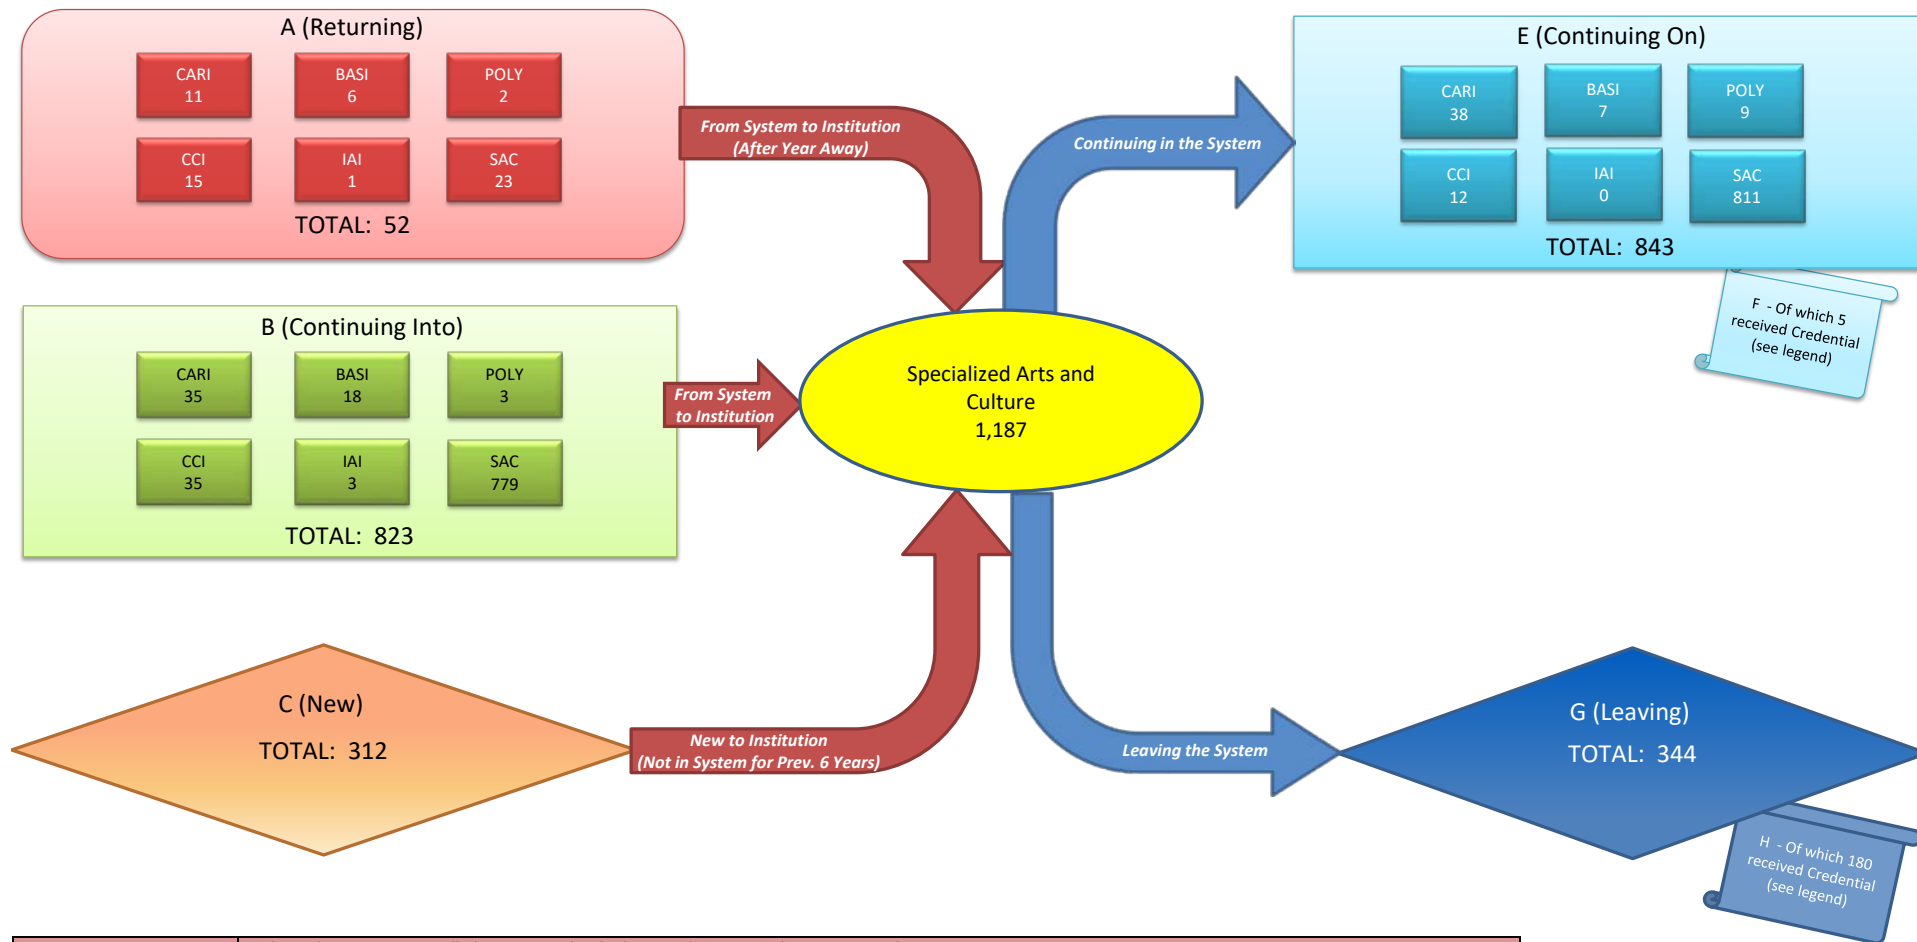 A (Returning)
CARI
11
BASI
6
POLY
2
CCI
15
IAI
1
SAC
23
TOTAL: 52
From System to Institution
(After Year Away)
Continuing in the System
E (Continuing On)
CARI
38
BASI
7
POLY
9
CCI
12
IAI
0
SAC
811
TOTAL: 843
F - Of which 5
received Credential
(see legend)
B (Continuing Into)
CARI
35
BASI
18
POLY
3
CCI
35
IAI
3
SAC
779
TOTAL: 823
From System
to Institution
Specialized Arts and
Culture
1,187
C (New)
TOTAL: 312
New to Institution
(Not in System for Prev. 6 Years)
Leaving the System
G (Leaving)
TOTAL: 344
H - Of which 180
received Credential
(see legend)